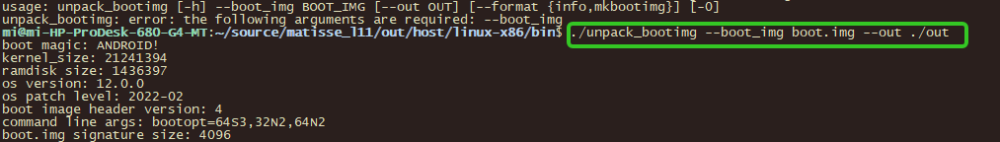 usage: unpack_bootimg [-h] --boot_img BOOT_IMG [--out OUT] [--format {info,mkbootimg}] [-0]
unpack_bootimg: error: the following arguments are required: --boot_img
mi@mi-HP-ProDesk-680-G4-MT:~/source/matisse_l11/out/host/linux-x86/bin$ ./unpack_bootimg --boot_img boot.img --out ./out
boot magic: ANDROID!
kernel_size: 21241394
ramdisk size: 1436397
os version: 12.0.0
os patch level: 2022-02
boot image header version: 4
command line args: bootopt=64S3,32N2,64N2
boot.img signature size: 4096